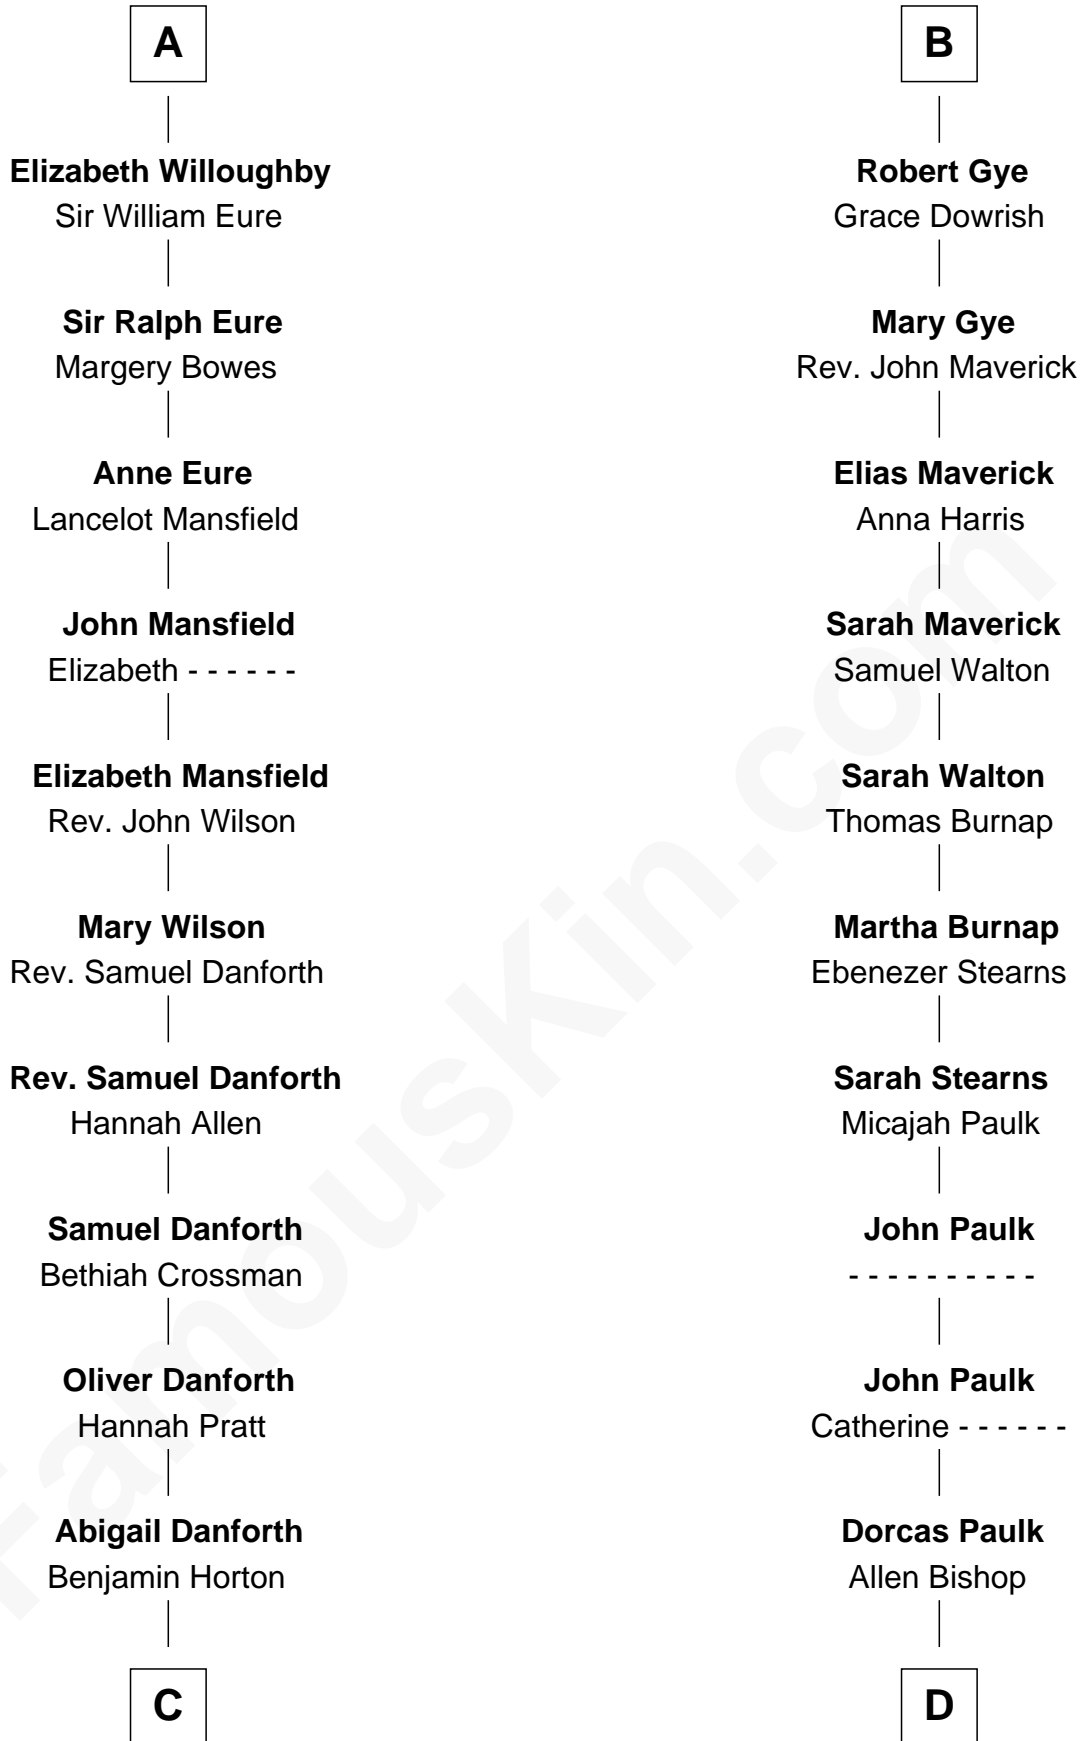 A
Elizabeth Willoughby
Sir William Eure
Sir Ralph Eure
Margery Bowes
Anne Eure
Lancelot Mansfield
John Mansfield
Elizabeth - - - - - -
Elizabeth Mansfield
Rev. John Wilson
Mary Wilson
Rev. Samuel Danforth
Rev. Samuel Danforth
Hannah Allen
Samuel Danforth
Bethiah Crossman
Oliver Danforth
Hannah Pratt
Abigail Danforth
Benjamin Horton
C
B
Robert Gye
Grace Dowrish
Mary Gye
Rev. John Maverick
Elias Maverick
Anna Harris
Sarah Maverick
Samuel Walton
Sarah Walton
Thomas Burnap
Martha Burnap
Ebenezer Stearns
Sarah Stearns
Micajah Paulk
John Paulk
- - - - - - - - - -
John Paulk
Catherine - - - - - -
Dorcas Paulk
Allen Bishop
D
FamousKin.com